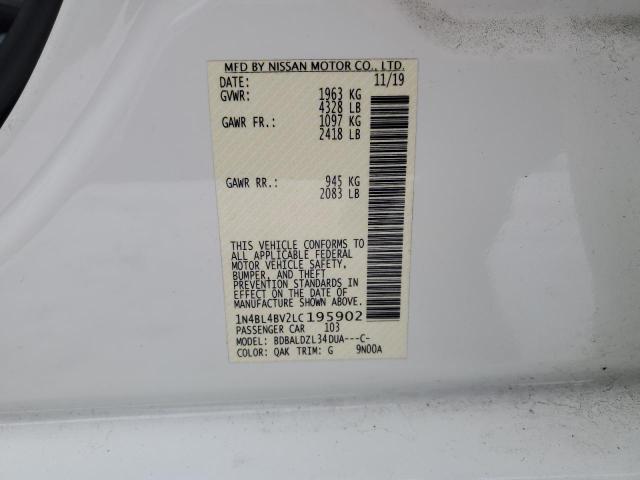 MFD BY NISSAN MOTOR CO., LTD.
DATE: 11/19
GVWR: 1963 KG
4328 LB
GAWR FR.: 1097 KG
2418 LB
GAWR RR.: 945 KG
2083 LB
THIS VEHICLE CONFORMS TO
ALL APPLICABLE FEDERAL
MOTOR VEHICLE SAFETY,
BUMPER, AND THEFT
PREVENTION STANDARDS IN
EFFECT ON THE DATE OF
MANUFACTURE SHOWN ABOVE.
1N4BL4BV2LC195902
PASSENGER CAR 103
MODEL: BDBALDZL34DUA---C-
COLOR: QAK TRIM: G 9N00A